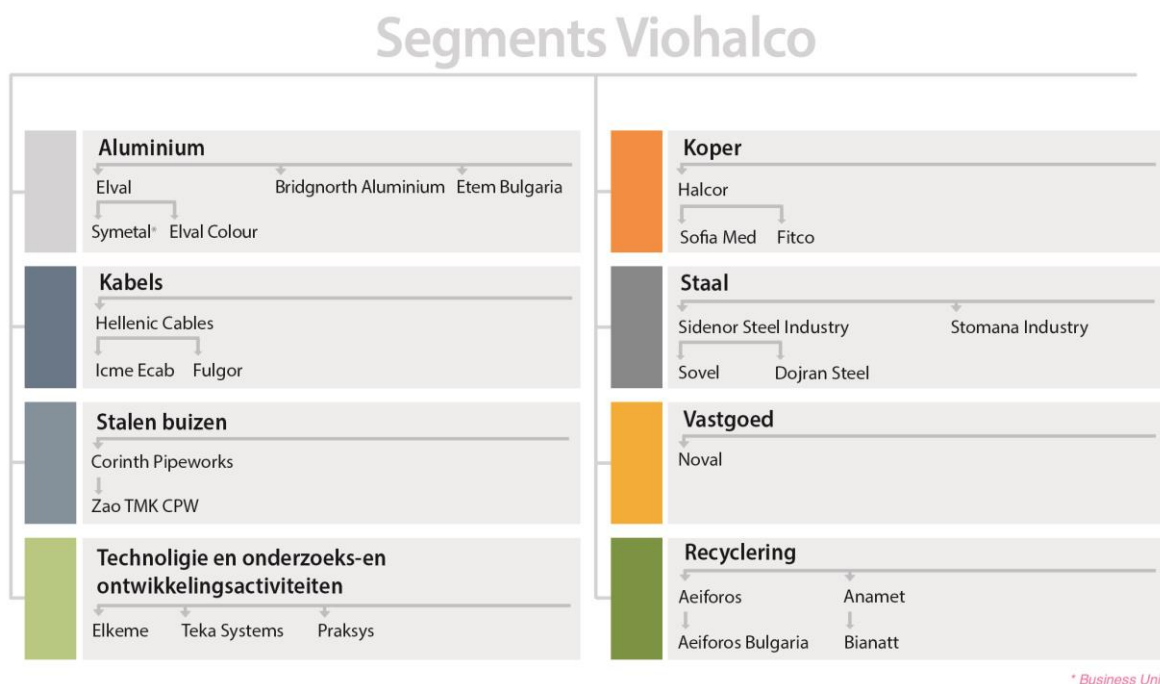 Segments Viohalco
Aluminium
Elval Bridgnorth Aluminium Etem Bulgaria
Symetal* Elval Colour
Kabels
Hellenic Cables
Icme Ecab Fulgor
Stalen buizen
Corinth Pipeworks
Zao TMK CPW
Technoligie en onderzoeks-en
ontwikkelingsactiviteiten
Elkeme Teka Systems Praksys
Koper
Halcor
Sofia Med Fitco
Staal
Sidenor Steel Industry Stomana Industry
Sovel Dojran Steel
Vastgoed
Noval
Recyclering
Aeiforos Anamet
Aeiforos Bulgaria Bianatt
* Business Uni